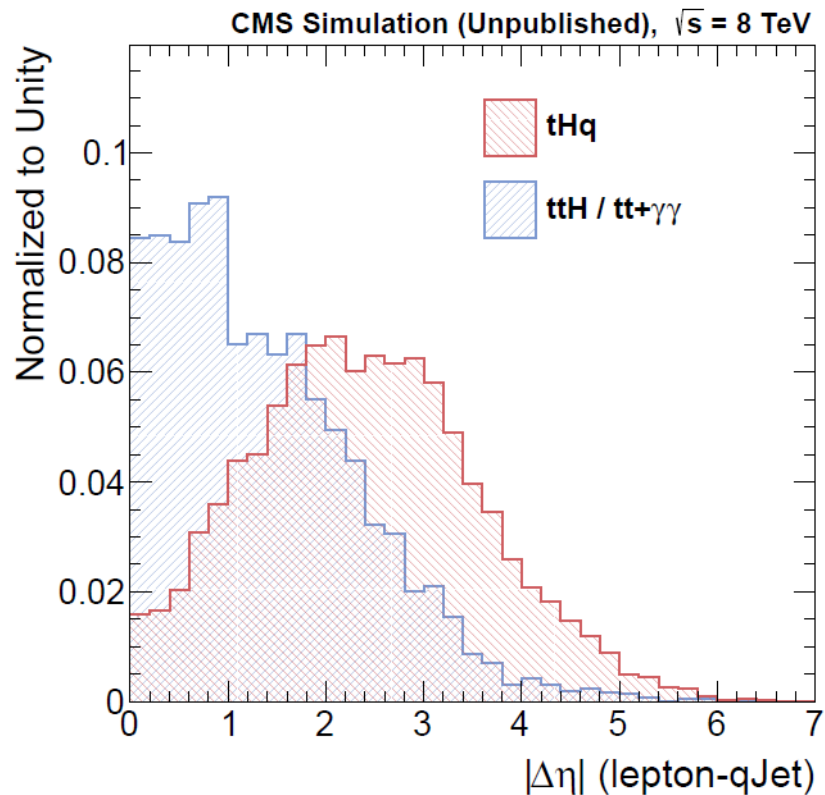 CMS Simulation (Unpublished), √s = 8 TeV
Normalized to Unity
tHq
ttH / tt+γγ
0.1
0.08
0.06
0.04
0.02
0
0 1 2 3 4 5 6 7
|Δη| (lepton-qJet)